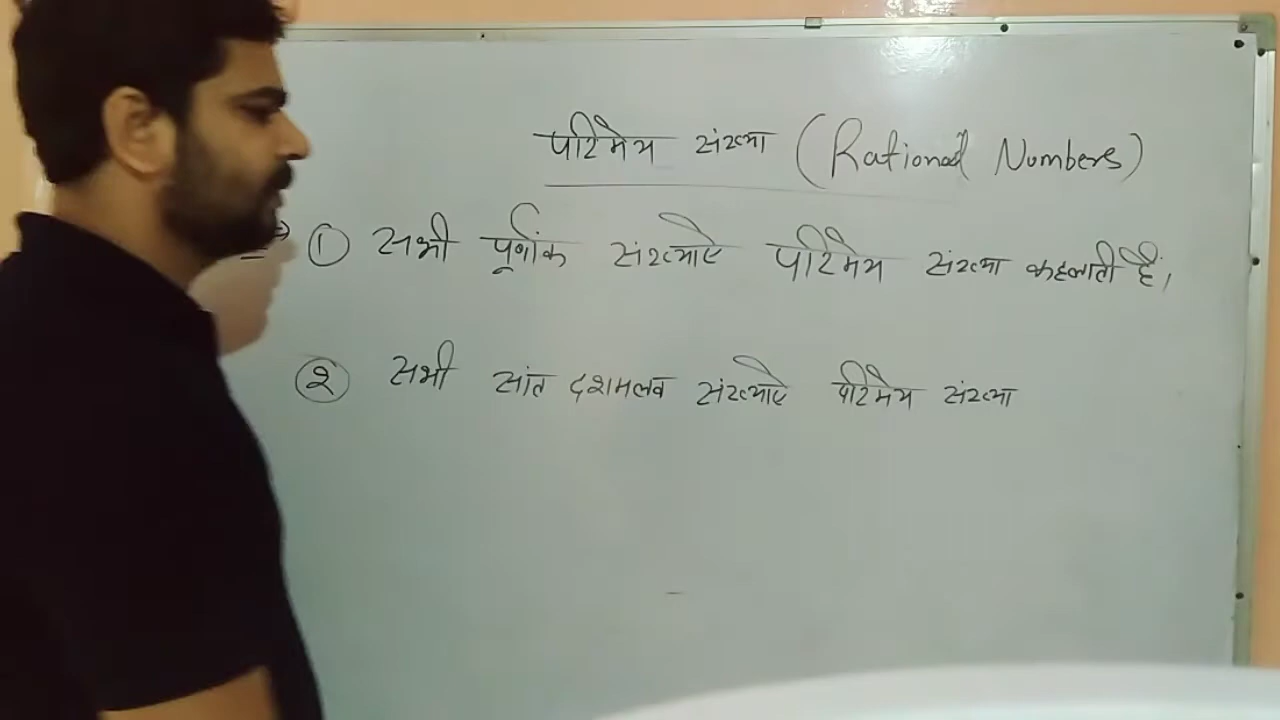 परिमेय संख्या (Rational Numbers)
① सभी पूर्णांक संख्याऐ परिमेय संख्या कहलाती हैं।
② सभी सांत दशमलव संख्याऐ परिमेय संख्या